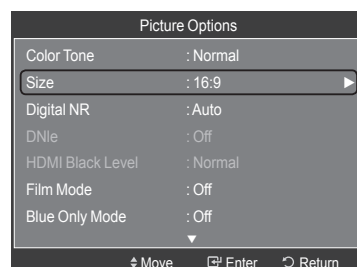 Picture Options
Color Tone : Normal
Size : 16:9
Digital NR : Auto
DNIe : Off
HDMI Black Level : Normal
Film Mode : Off
Blue Only Mode : Off
Move Enter Return